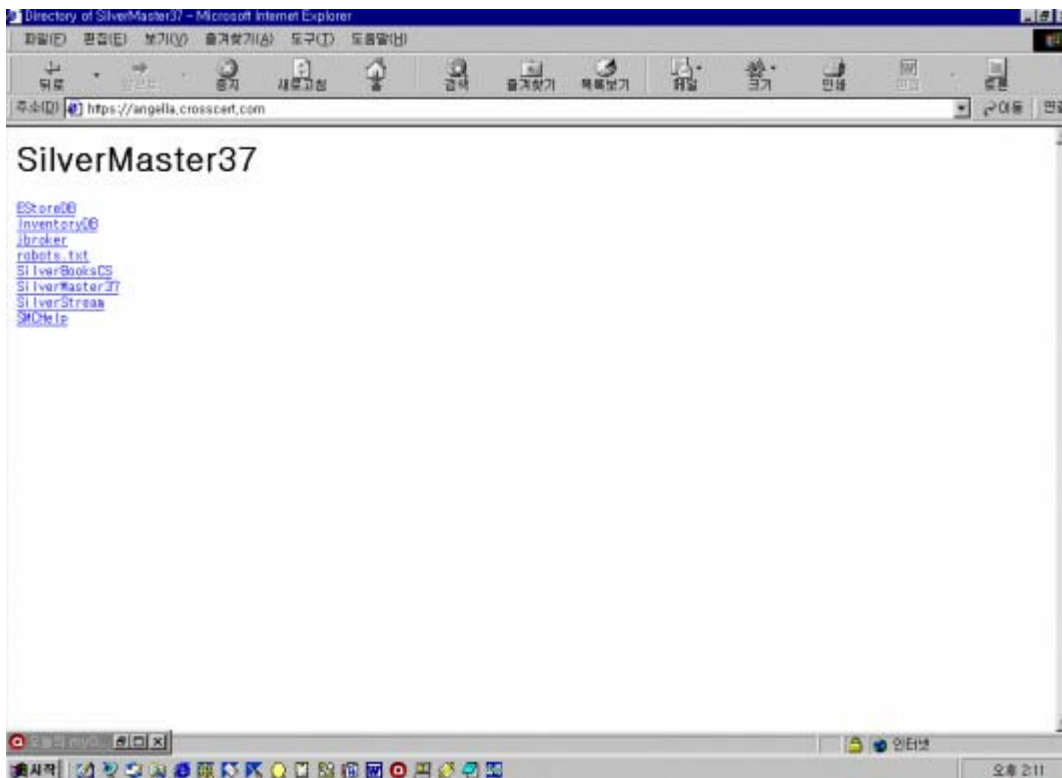 Directory of SilverMaster37 - Microsoft Internet Explorer
파일(F) 편집(E) 보기(V) 즐겨찾기(A) 도구(T) 도움말(H)
뒤로 중지 새로고침 홈 검색 즐겨찾기 목록보기 메일 크기 인쇄 토론
주소(D) https://angella.crosscert.com 이동
SilverMaster37
EStoreDB
InventoryDB
jbroker
robots.txt
SilverBooksCS
SilverMaster37
SilverStream
SMCHelp
인터넷
시작 오후 2:11